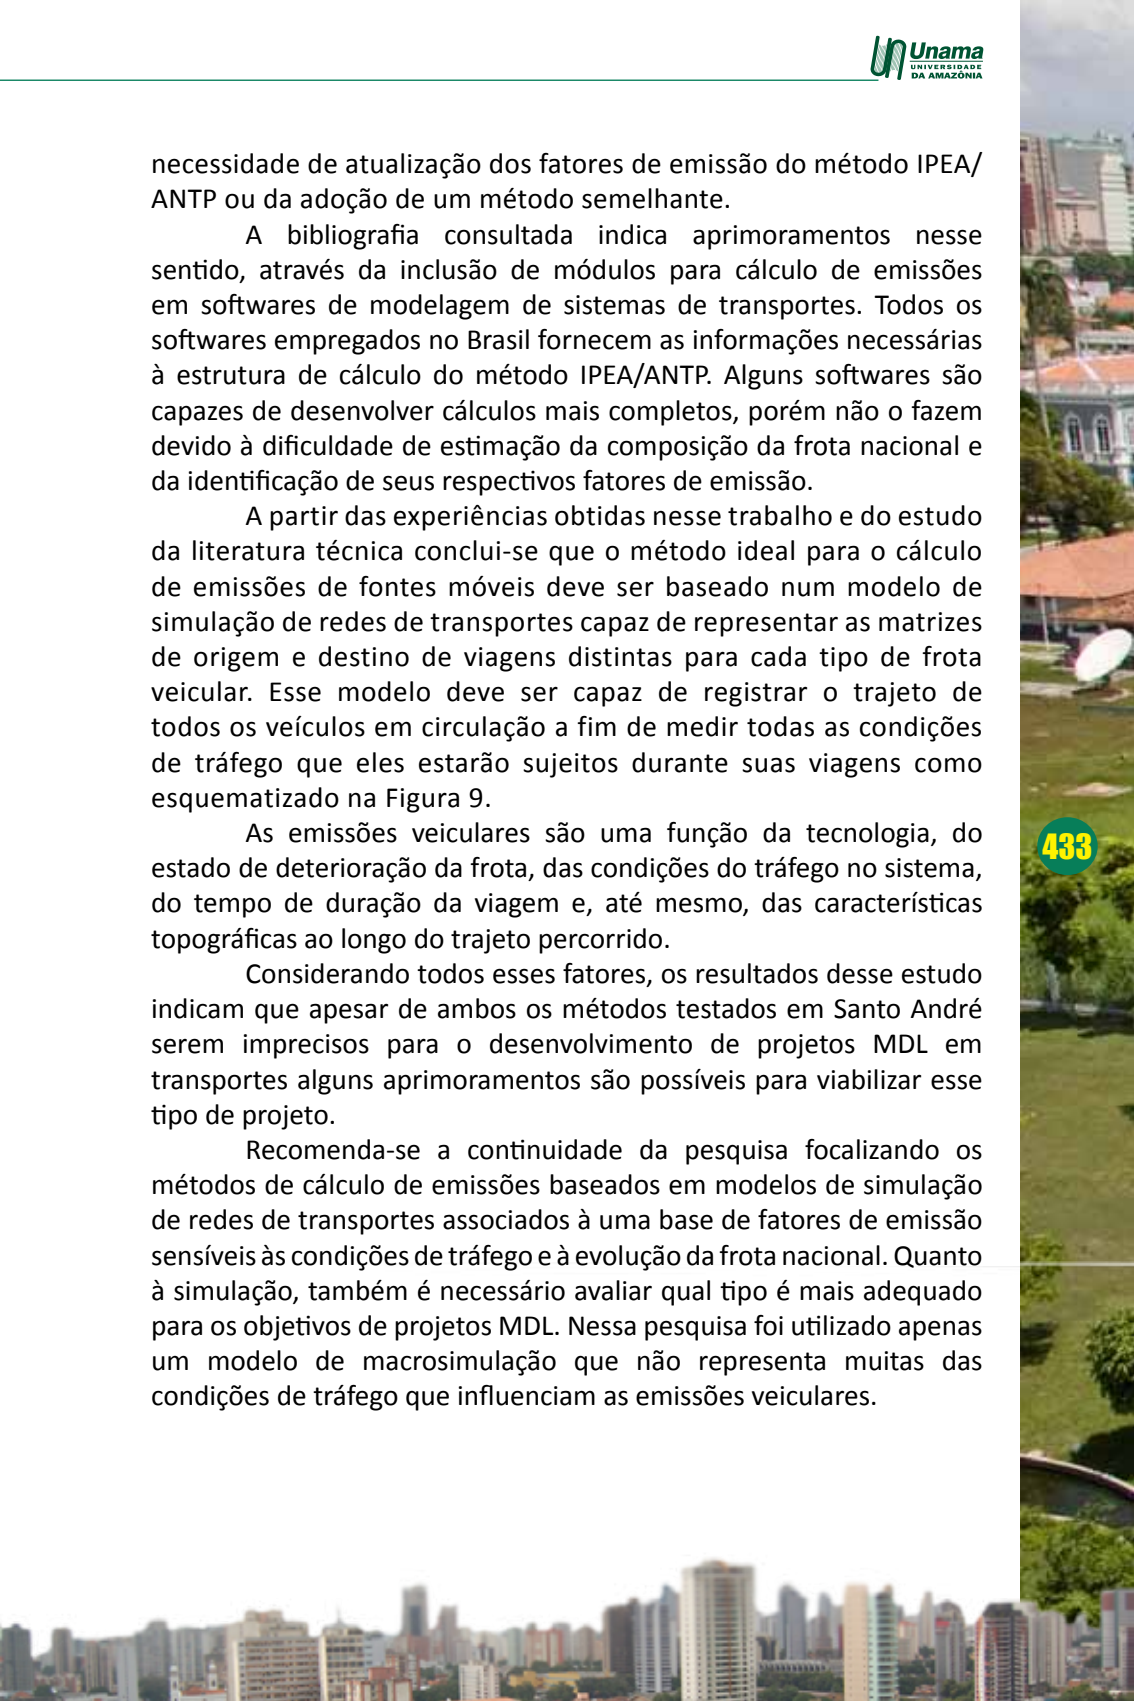 Unama
UNIVERSIDADE
DA AMAZÔNIA
necessidade de atualização dos fatores de emissão do método IPEA/
ANTP ou da adoção de um método semelhante.
A bibliografia consultada indica aprimoramentos nesse
sentido, através da inclusão de módulos para cálculo de emissões
em softwares de modelagem de sistemas de transportes. Todos os
softwares empregados no Brasil fornecem as informações necessárias
à estrutura de cálculo do método IPEA/ANTP. Alguns softwares são
capazes de desenvolver cálculos mais completos, porém não o fazem
devido à dificuldade de estimação da composição da frota nacional e
da identificação de seus respectivos fatores de emissão.
A partir das experiências obtidas nesse trabalho e do estudo
da literatura técnica conclui-se que o método ideal para o cálculo
de emissões de fontes móveis deve ser baseado num modelo de
simulação de redes de transportes capaz de representar as matrizes
de origem e destino de viagens distintas para cada tipo de frota
veicular. Esse modelo deve ser capaz de registrar o trajeto de
todos os veículos em circulação a fim de medir todas as condições
de tráfego que eles estarão sujeitos durante suas viagens como
esquematizado na Figura 9.
As emissões veiculares são uma função da tecnologia, do
estado de deterioração da frota, das condições do tráfego no sistema,
do tempo de duração da viagem e, até mesmo, das características
topográficas ao longo do trajeto percorrido.
Considerando todos esses fatores, os resultados desse estudo
indicam que apesar de ambos os métodos testados em Santo André
serem imprecisos para o desenvolvimento de projetos MDL em
transportes alguns aprimoramentos são possíveis para viabilizar esse
tipo de projeto.
Recomenda-se a continuidade da pesquisa focalizando os
métodos de cálculo de emissões baseados em modelos de simulação
de redes de transportes associados à uma base de fatores de emissão
sensíveis às condições de tráfego e à evolução da frota nacional. Quanto
à simulação, também é necessário avaliar qual tipo é mais adequado
para os objetivos de projetos MDL. Nessa pesquisa foi utilizado apenas
um modelo de macrosimulação que não representa muitas das
condições de tráfego que influenciam as emissões veiculares.
433